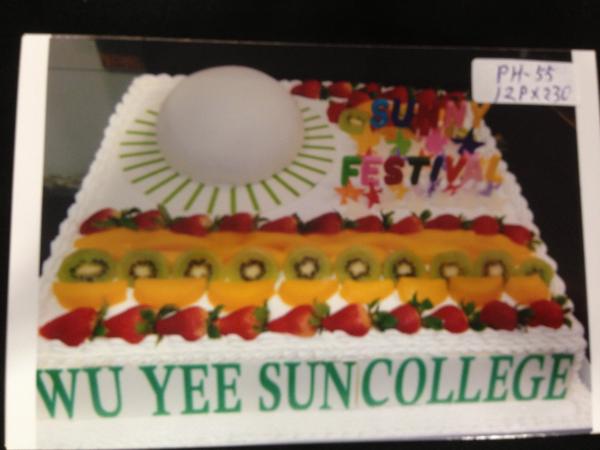 PH-55
12P X 230
SUNNY
FESTIVAL
WU YEE SUN COLLEGE